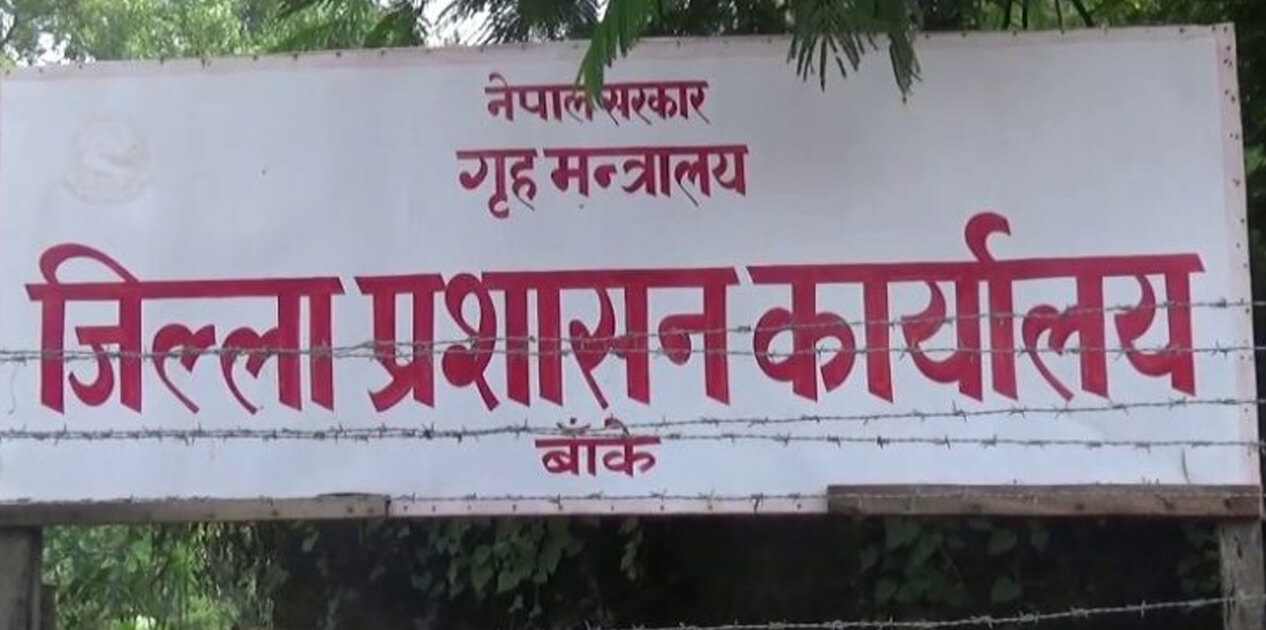 नेपाल सरकार
गृह मन्त्रालय
जिल्ला प्रशासन कार्यालय
बाँके